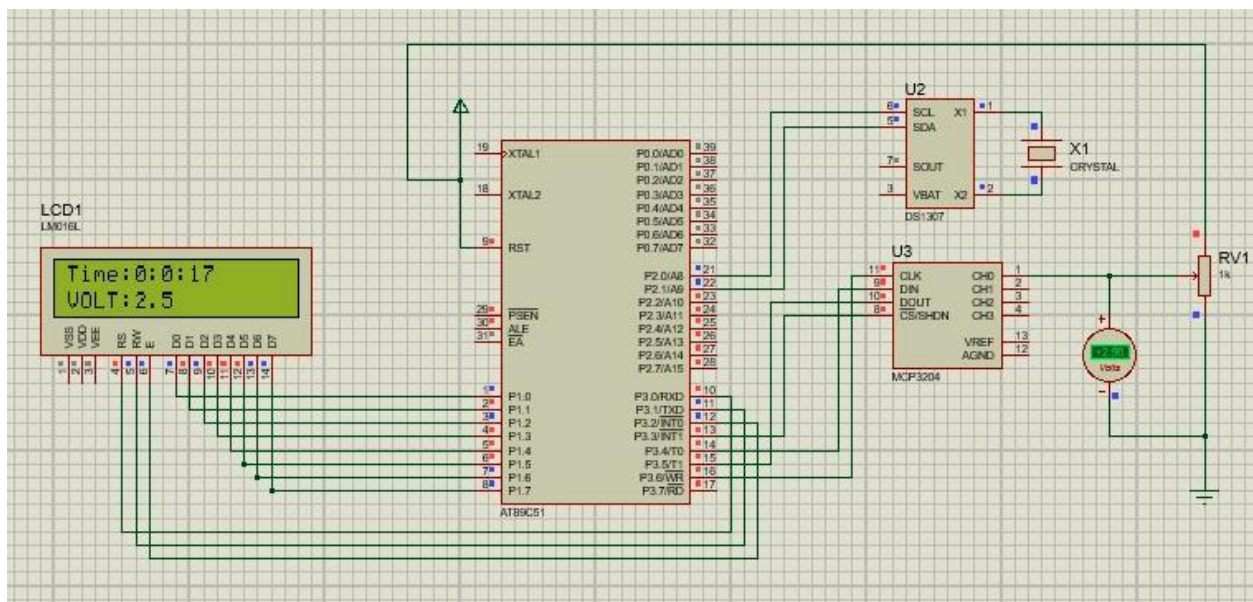 LCD1
LM016L
Time:0:0:17
VOLT:2.5
VSS
VDD
VEE
RS
RW
E
D0
D1
D2
D3
D4
D5
D6
D7
1
2
3
4
5
6
7
8
9
10
11
12
13
14
19 XTAL1
18 XTAL2
9 RST
29 PSEN
30 ALE
31 EA
1 P1.0
2 P1.1
3 P1.2
4 P1.3
5 P1.4
6 P1.5
7 P1.6
8 P1.7
P0.0/AD0 39
P0.1/AD1 38
P0.2/AD2 37
P0.3/AD3 36
P0.4/AD4 35
P0.5/AD5 34
P0.6/AD6 33
P0.7/AD7 32
P2.0/A8 21
P2.1/A9 22
P2.2/A10 23
P2.3/A11 24
P2.4/A12 25
P2.5/A13 26
P2.6/A14 27
P2.7/A15 28
P3.0/RXD 10
P3.1/TXD 11
P3.2/INT0 12
P3.3/INT1 13
P3.4/T0 14
P3.5/T1 15
P3.6/WR 16
P3.7/RD 17
AT89C51
U2
6 SCL X1 1
5 SDA
7 SOUT
3 VBAT X2 2
DS1307
X1
CRYSTAL
U3
11 CLK CH0 1
9 DIN CH1 2
10 DOUT CH2 3
8 CS/SHDN CH3 4
VREF 13
AGND 12
MCP3204
RV1
1k
+
Volts
-